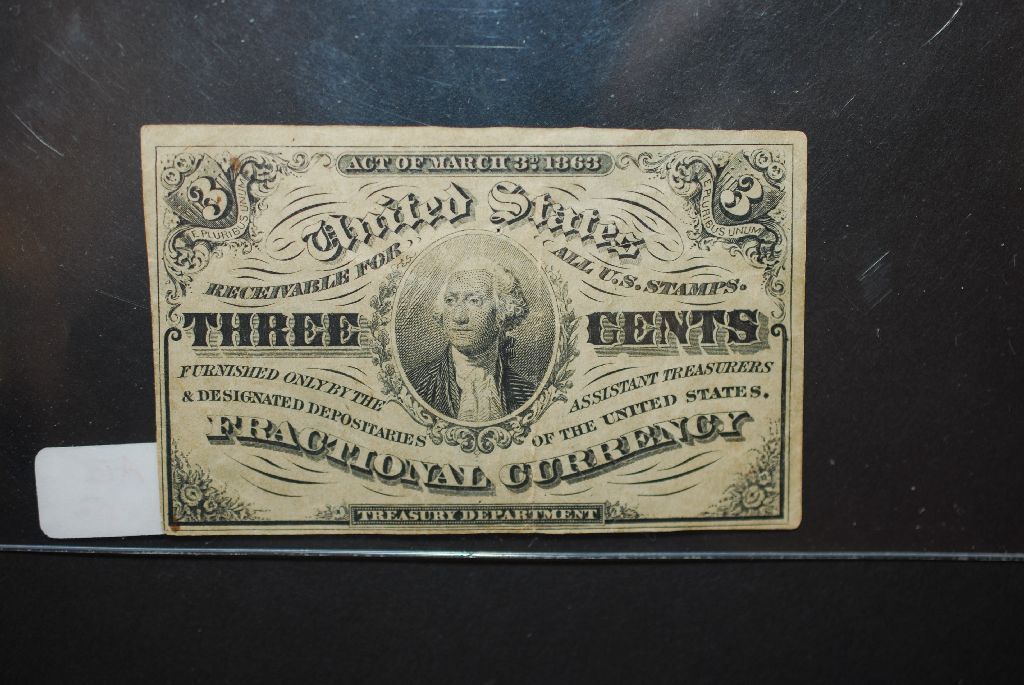 ACT OF MARCH 3D. 1863
3 3
E PLURIBUS UNUM E PLURIBUS UNUM
United States
RECEIVABLE FOR ALL U.S. STAMPS.
THREE CENTS
FURNISHED ONLY BY THE ASSISTANT TREASURERS
& DESIGNATED DEPOSITARIES OF THE UNITED STATES.
FRACTIONAL CURRENCY
TREASURY DEPARTMENT